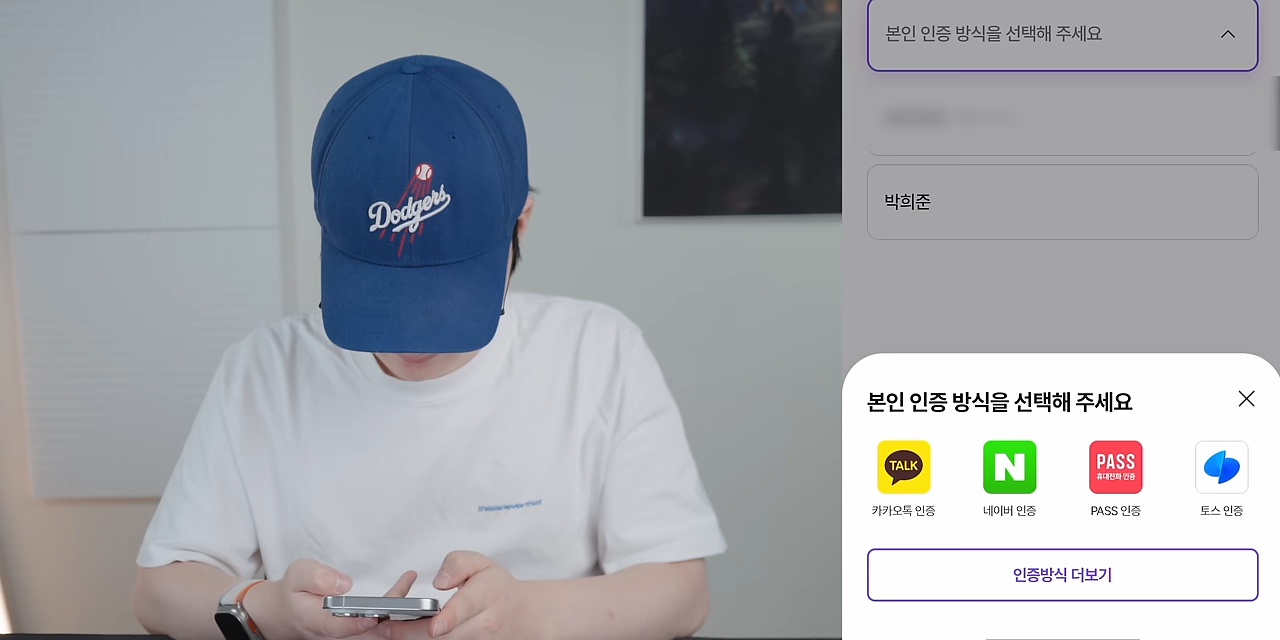 Dodgers
thisisneverthat
본인 인증 방식을 선택해 주세요
박희준
본인 인증 방식을 선택해 주세요
TALK
N
PASS
휴대전화 인증
카카오톡 인증
네이버 인증
PASS 인증
토스 인증
인증방식 더보기